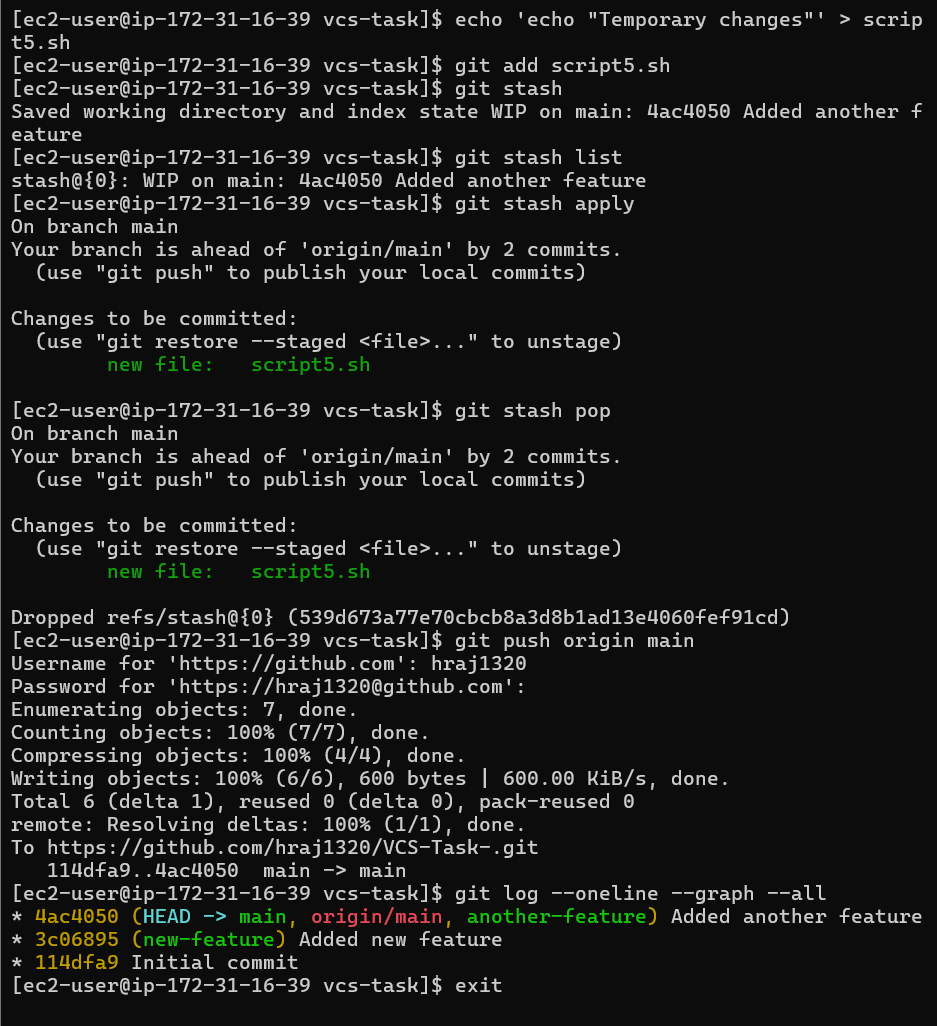 [ec2-user@ip-172-31-16-39 vcs-task]$ echo 'echo "Temporary changes"' > scrip
t5.sh
[ec2-user@ip-172-31-16-39 vcs-task]$ git add script5.sh
[ec2-user@ip-172-31-16-39 vcs-task]$ git stash
Saved working directory and index state WIP on main: 4ac4050 Added another f
eature
[ec2-user@ip-172-31-16-39 vcs-task]$ git stash list
stash@{0}: WIP on main: 4ac4050 Added another feature
[ec2-user@ip-172-31-16-39 vcs-task]$ git stash apply
On branch main
Your branch is ahead of 'origin/main' by 2 commits.
  (use "git push" to publish your local commits)

Changes to be committed:
  (use "git restore --staged <file>..." to unstage)
        new file:   script5.sh

[ec2-user@ip-172-31-16-39 vcs-task]$ git stash pop
On branch main
Your branch is ahead of 'origin/main' by 2 commits.
  (use "git push" to publish your local commits)

Changes to be committed:
  (use "git restore --staged <file>..." to unstage)
        new file:   script5.sh

Dropped refs/stash@{0} (539d673a77e70cbcb8a3d8b1ad13e4060fef91cd)
[ec2-user@ip-172-31-16-39 vcs-task]$ git push origin main
Username for 'https://github.com': hraj1320
Password for 'https://hraj1320@github.com':
Enumerating objects: 7, done.
Counting objects: 100% (7/7), done.
Compressing objects: 100% (4/4), done.
Writing objects: 100% (6/6), 600 bytes | 600.00 KiB/s, done.
Total 6 (delta 1), reused 0 (delta 0), pack-reused 0
remote: Resolving deltas: 100% (1/1), done.
To https://github.com/hraj1320/VCS-Task-.git
   114dfa9..4ac4050  main -> main
[ec2-user@ip-172-31-16-39 vcs-task]$ git log --oneline --graph --all
* 4ac4050 (HEAD -> main, origin/main, another-feature) Added another feature
* 3c06895 (new-feature) Added new feature
* 114dfa9 Initial commit
[ec2-user@ip-172-31-16-39 vcs-task]$ exit